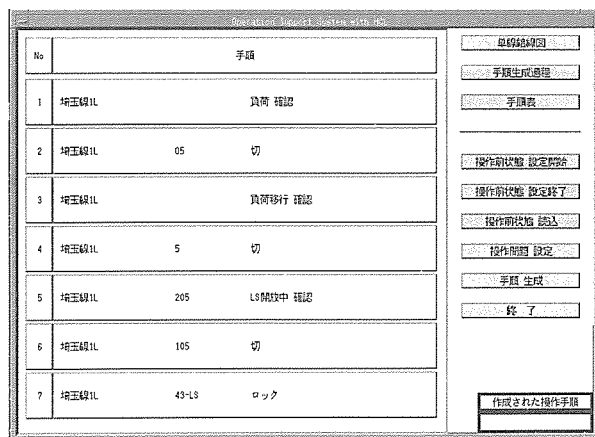 Operation Support System with MCI
No 手順
1 埼玉線1L 負荷 確認
2 埼玉線1L 05 切
3 埼玉線1L 負荷移行 確認
4 埼玉線1L 5 切
5 埼玉線1L 205 LS開放中 確認
6 埼玉線1L 105 切
7 埼玉線1L 43-LS ロック
単線結線図
手順生成過程
手順表
操作前状態 設定開始
操作前状態 設定終了
操作前状態 読込
操作問題 設定
手順 生成
終 了
作成された操作手順